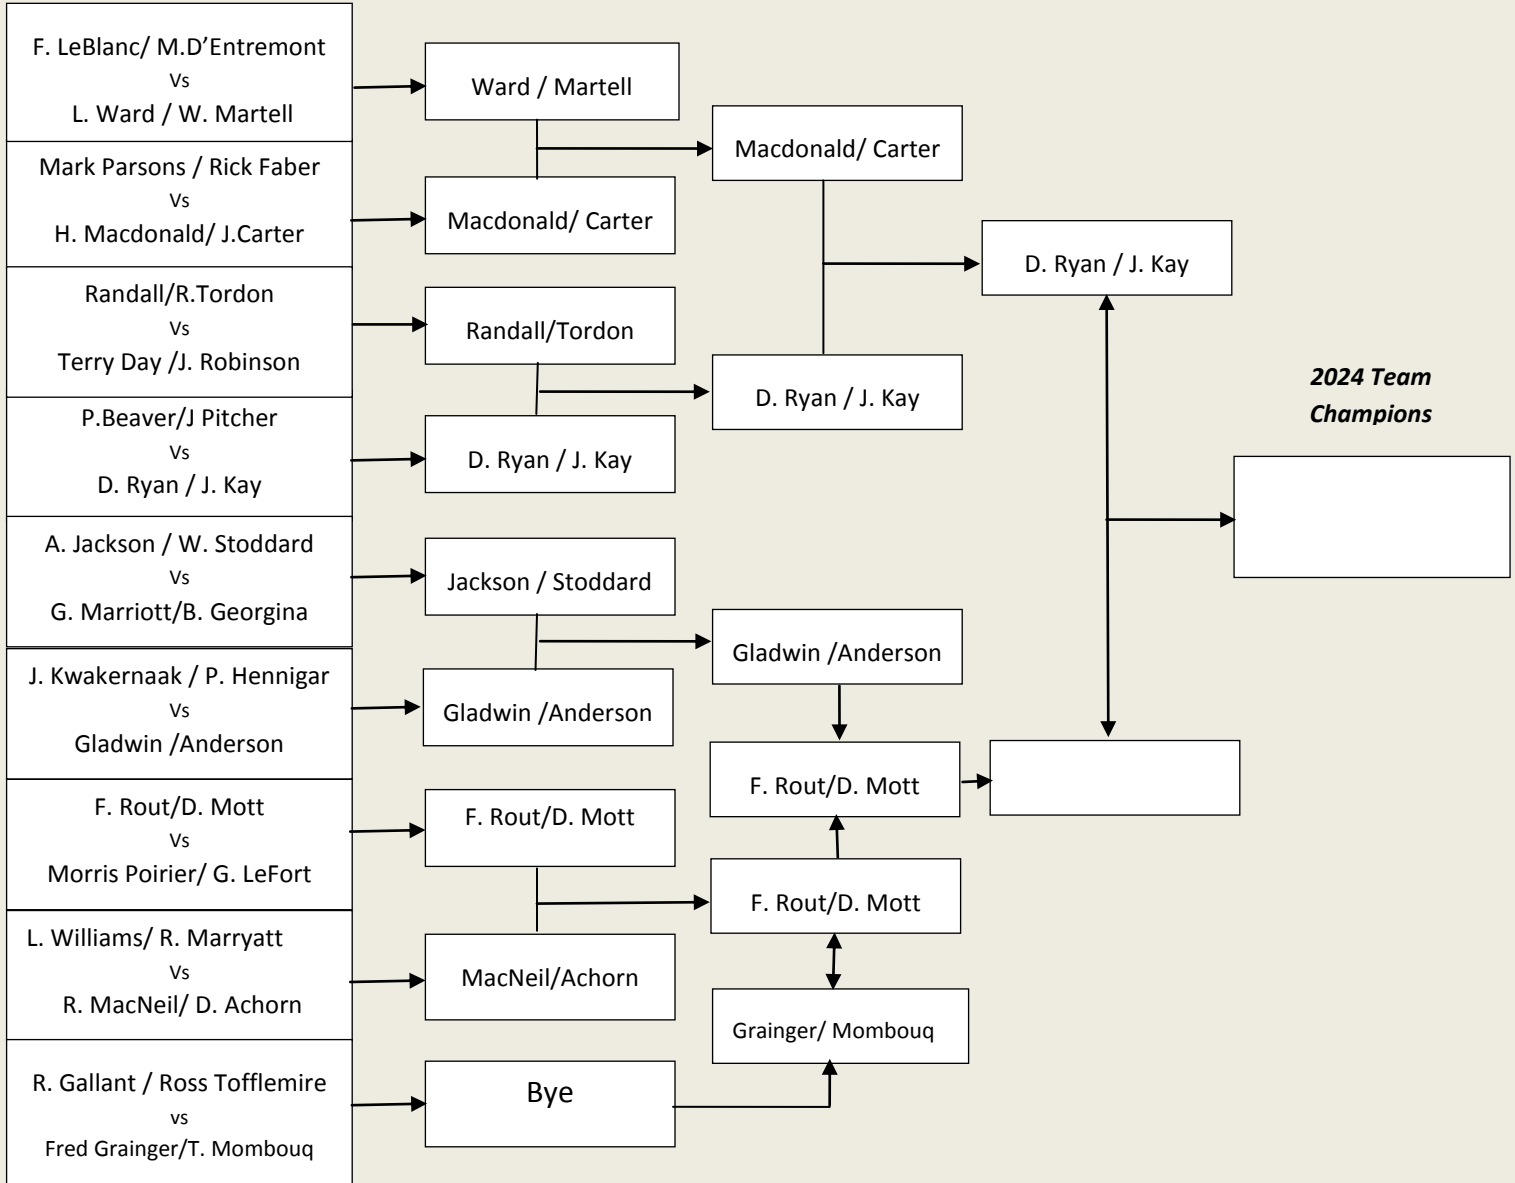 F. LeBlanc/ M.D’Entremont
Vs
L. Ward / W. Martell
Mark Parsons / Rick Faber
Vs
H. Macdonald/ J.Carter
Randall/R.Tordon
Vs
Terry Day /J. Robinson
P.Beaver/J Pitcher
Vs
D. Ryan / J. Kay
A. Jackson / W. Stoddard
Vs
G. Marriott/B. Georgina
J. Kwakernaak / P. Hennigar
Vs
Gladwin /Anderson
F. Rout/D. Mott
Vs
Morris Poirier/ G. LeFort
L. Williams/ R. Marryatt
Vs
R. MacNeil/ D. Achorn
R. Gallant / Ross Tofflemire
vs
Fred Grainger/T. Mombouq
Ward / Martell
Macdonald/ Carter
Randall/Tordon
D. Ryan / J. Kay
Jackson / Stoddard
Gladwin /Anderson
F. Rout/D. Mott
MacNeil/Achorn
Bye
Macdonald/ Carter
D. Ryan / J. Kay
Gladwin /Anderson
F. Rout/D. Mott
F. Rout/D. Mott
Grainger/ Mombouq
D. Ryan / J. Kay
2024 Team
Champions